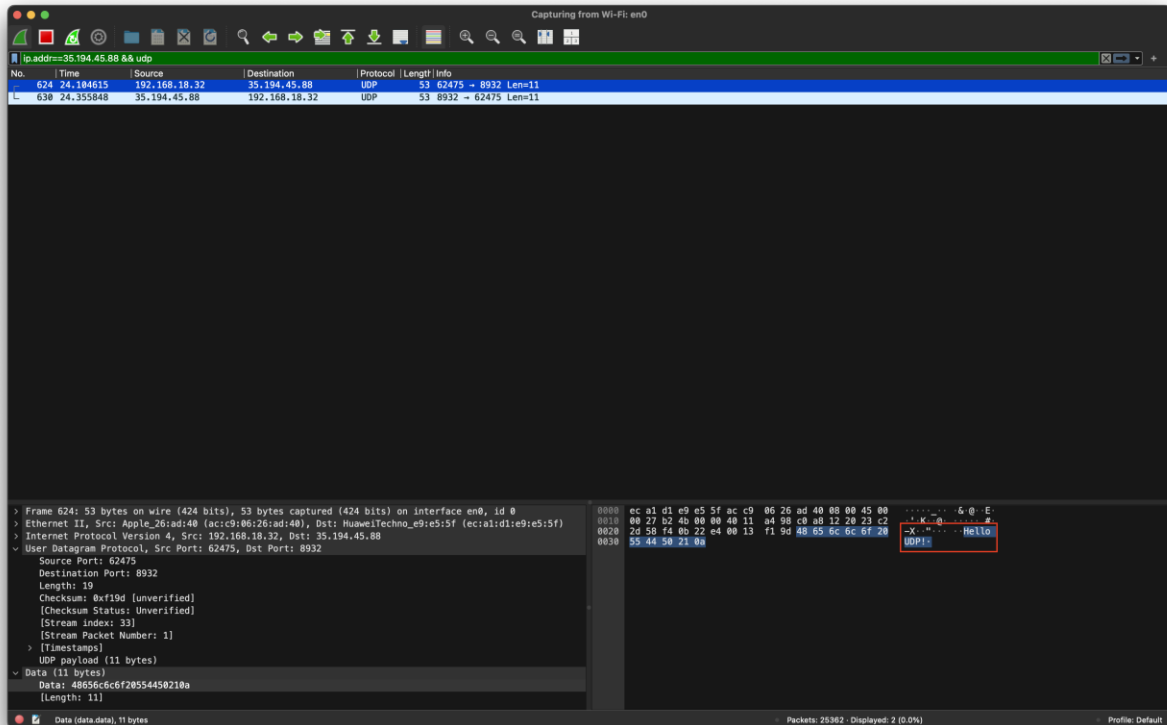 Capturing from Wi-Fi: en0
ip.addr==35.194.45.88 && udp
No. Time Source Destination Protocol Length Info
624 24.104615 192.168.18.32 35.194.45.88 UDP 53 62475 → 8932 Len=11
630 24.355848 35.194.45.88 192.168.18.32 UDP 53 8932 → 62475 Len=11
> Frame 624: 53 bytes on wire (424 bits), 53 bytes captured (424 bits) on interface en0, id 0
> Ethernet II, Src: Apple_26:ad:40 (ac:c9:06:26:ad:40), Dst: HuaweiTechno_e9:e5:5f (ec:a1:d1:e9:e5:5f)
> Internet Protocol Version 4, Src: 192.168.18.32, Dst: 35.194.45.88
User Datagram Protocol, Src Port: 62475, Dst Port: 8932
Source Port: 62475
Destination Port: 8932
Length: 19
Checksum: 0xf19d [unverified]
[Checksum Status: Unverified]
[Stream index: 33]
[Stream Packet Number: 1]
> [Timestamps]
UDP payload (11 bytes)
Data (11 bytes)
Data: 48656c6c6f20554450210a
[Length: 11]
0000 ec a1 d1 e9 e5 5f ac c9 06 26 ad 40 08 00 45 00 ·····_·· ·&·@··E·
0010 00 27 b2 4b 00 00 40 11 a4 98 c0 a8 12 20 23 c2 ·'·K··@· ····· #·
0020 2d 58 f4 0b 22 e4 00 13 f1 9d 48 65 6c 6c 6f 20 -X··"··· ··Hello
0030 55 44 50 21 0a UDP!·
Data (data.data), 11 bytes
Packets: 25362 · Displayed: 2 (0.0%)
Profile: Default